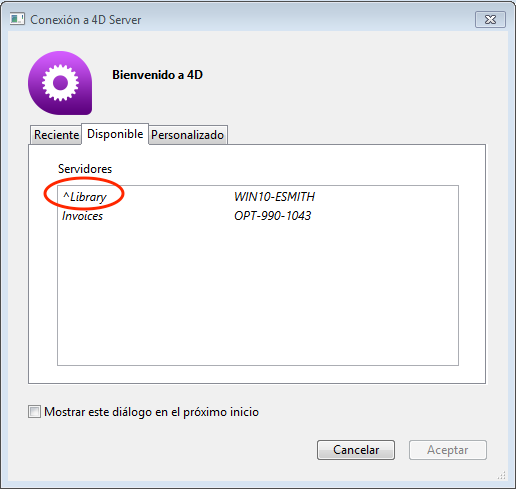 Conexión a 4D Server
Bienvenido a 4D
Reciente Disponible Personalizado
Servidores
^Library WIN10-ESMITH
Invoices OPT-990-1043
Mostrar este diálogo en el próximo inicio
Cancelar Aceptar